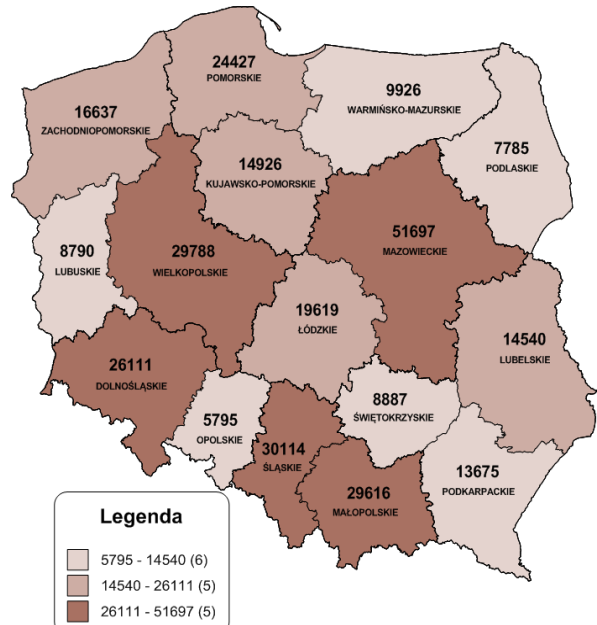 24427
POMORSKIE
9926
WARMIŃSKO-MAZURSKIE
16637
ZACHODNIOPOMORSKIE
7785
PODLASKIE
14926
KUJAWSKO-POMORSKIE
51697
MAZOWIECKIE
8790
LUBUSKIE
29788
WIELKOPOLSKIE
19619
ŁÓDZKIE
14540
LUBELSKIE
26111
DOLNOŚLĄSKIE
5795
OPOLSKIE
8887
ŚWIĘTOKRZYSKIE
30114
ŚLĄSKIE
29616
MAŁOPOLSKIE
13675
PODKARPACKIE
Legenda
5795 - 14540 (6)
14540 - 26111 (5)
26111 - 51697 (5)